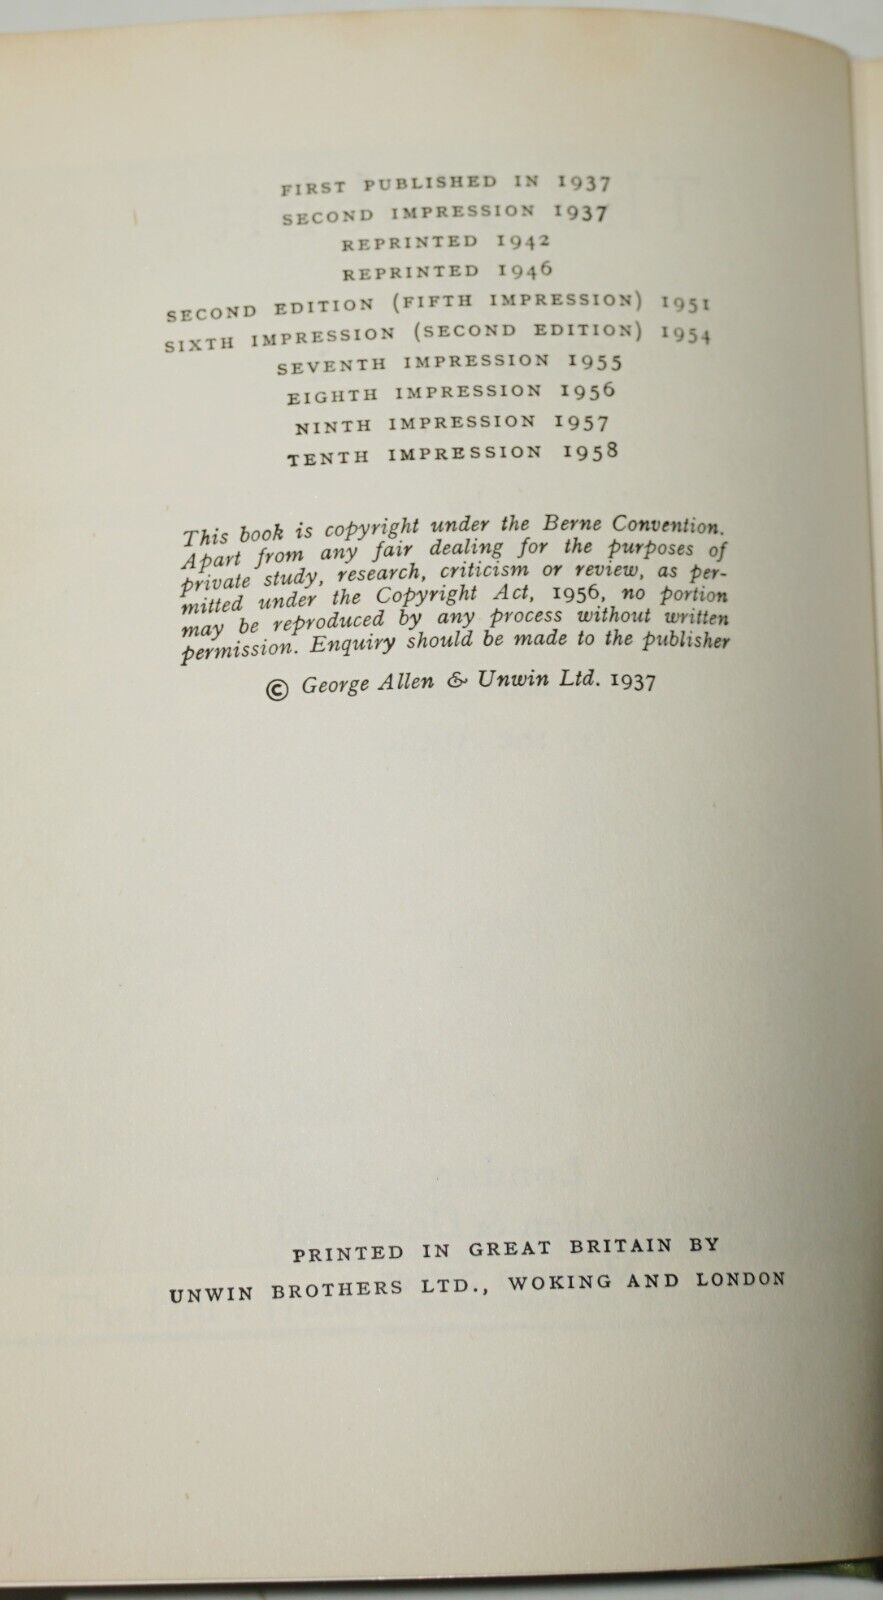 FIRST PUBLISHED IN 1937
SECOND IMPRESSION 1937
REPRINTED 1942
REPRINTED 1946
SECOND EDITION (FIFTH IMPRESSION) 1951
SIXTH IMPRESSION (SECOND EDITION) 1954
SEVENTH IMPRESSION 1955
EIGHTH IMPRESSION 1956
NINTH IMPRESSION 1957
TENTH IMPRESSION 1958
This book is copyright under the Berne Convention.
Apart from any fair dealing for the purposes of
private study, research, criticism or review, as per-
mitted under the Copyright Act, 1956, no portion
may be reproduced by any process without written
permission. Enquiry should be made to the publisher
© George Allen & Unwin Ltd. 1937
PRINTED IN GREAT BRITAIN BY
UNWIN BROTHERS LTD., WOKING AND LONDON